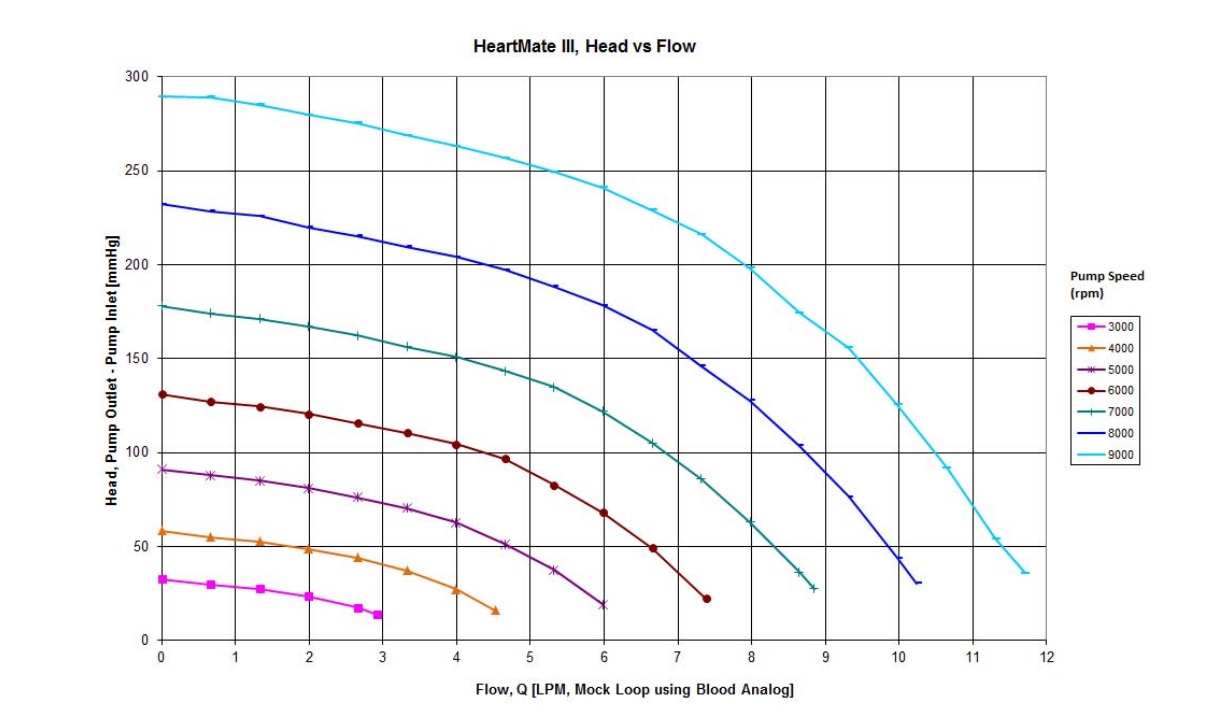 HeartMate III, Head vs Flow
300
250
200
150
100
50
0
Head, Pump Outlet - Pump Inlet [mmHg]
0 1 2 3 4 5 6 7 8 9 10 11 12
Flow, Q [LPM, Mock Loop using Blood Analog]
Pump Speed
(rpm)
3000
4000
5000
6000
7000
8000
9000